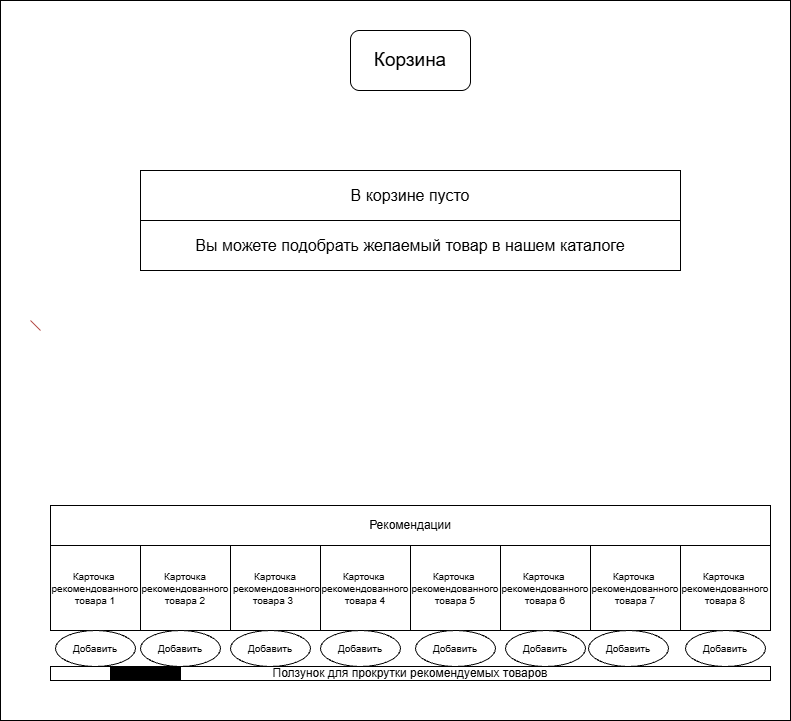 Корзина
В корзине пусто
Вы можете подобрать желаемый товар в нашем каталоге
Рекомендации
Карточка
рекомендованного
товара 1
Карточка
рекомендованного
товара 2
Карточка
рекомендованного
товара 3
Карточка
рекомендованного
товара 4
Карточка
рекомендованного
товара 5
Карточка
рекомендованного
товара 6
Карточка
рекомендованного
товара 7
Карточка
рекомендованного
товара 8
Добавить
Добавить
Добавить
Добавить
Добавить
Добавить
Добавить
Добавить
Ползунок для прокрутки рекомендуемых товаров